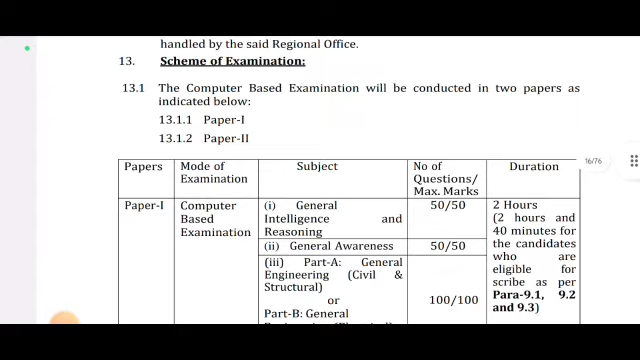 handled by the said Regional Office.
13. Scheme of Examination:
13.1 The Computer Based Examination will be conducted in two papers as
indicated below:
13.1.1 Paper-I
13.1.2 Paper-II
Papers
Mode of
Examination
Subject
No of
Questions/
Max. Marks
Duration
16/76
Paper-I
Computer
Based
Examination
(i) General
Intelligence and
Reasoning
50/50
(ii) General Awareness
50/50
(iii) Part-A: General
Engineering (Civil &
Structural)
or
Part-B: General
100/100
2 Hours
(2 hours and
40 minutes for
the candidates
who are
eligible for
scribe as per
Para-9.1, 9.2
and 9.3)